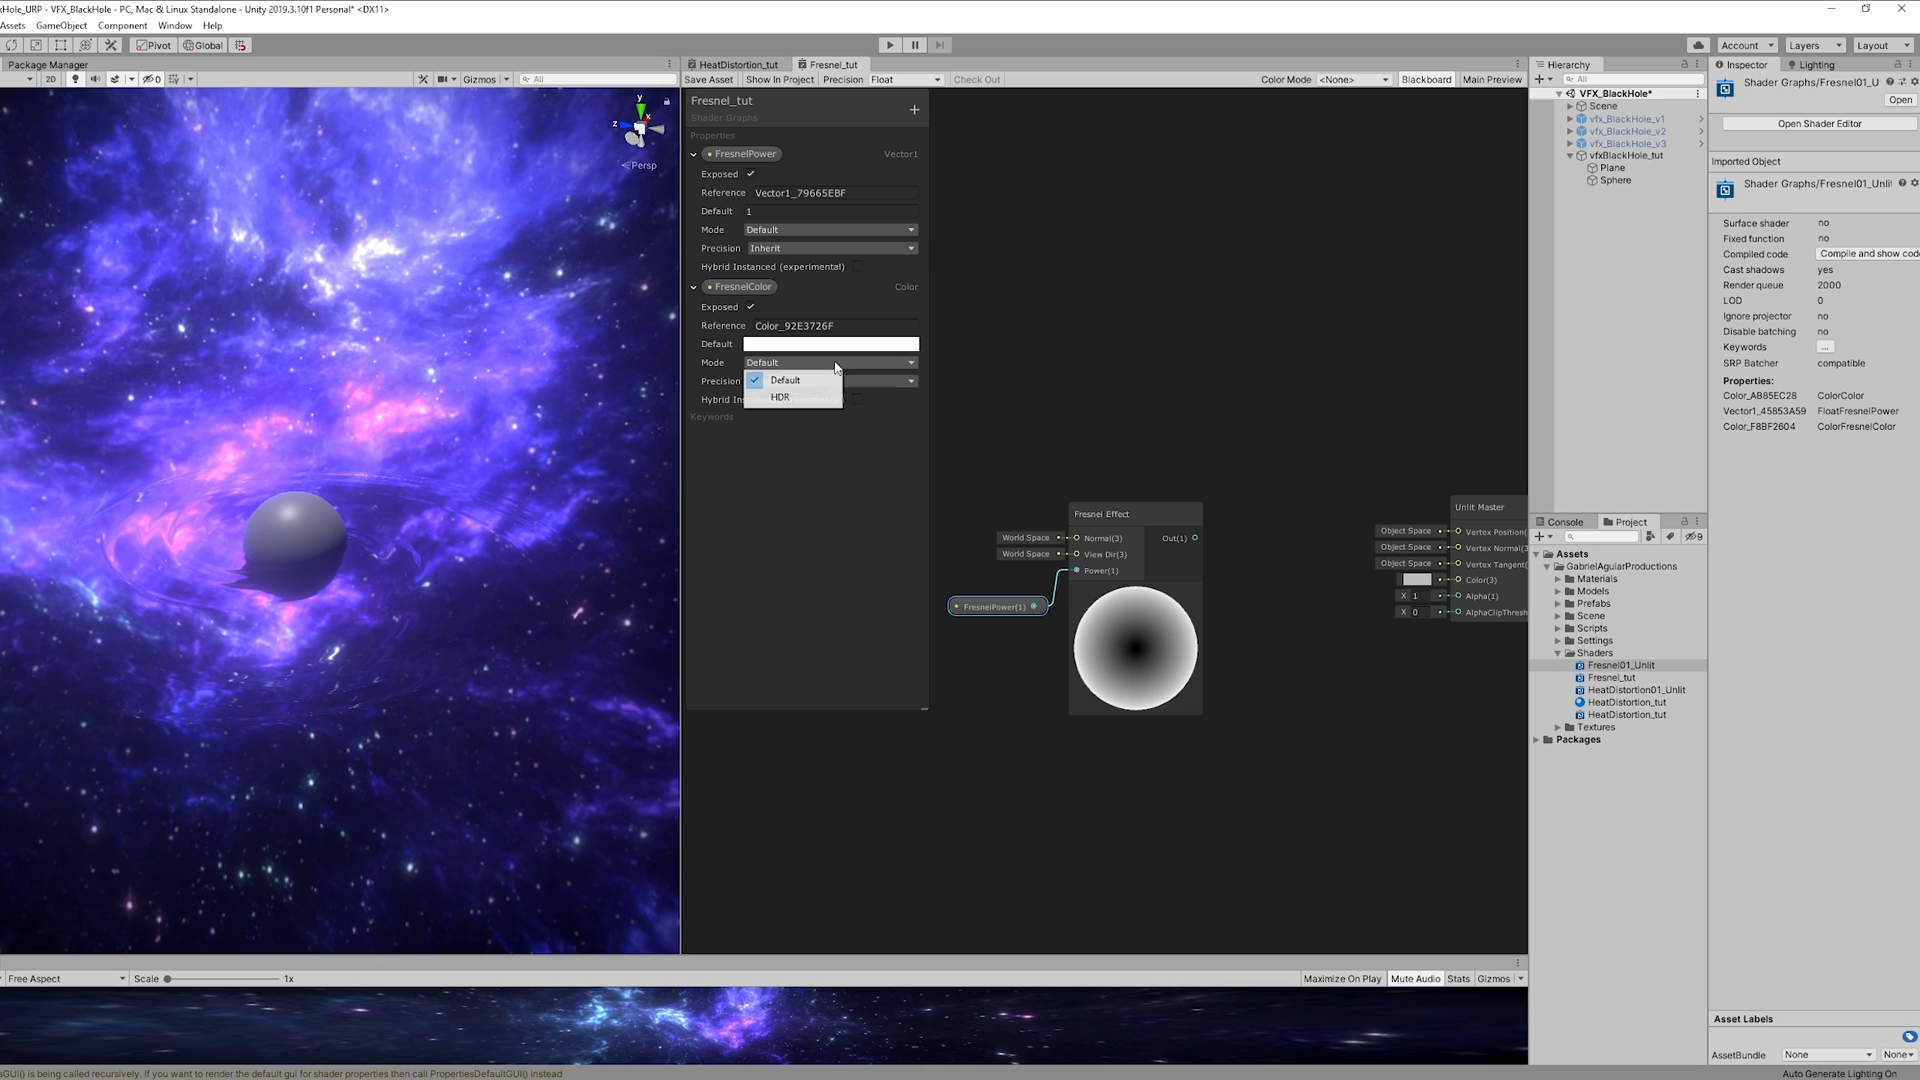 kHole_URP - VFX_BlackHole - PC, Mac & Linux Standalone - Unity 2019.3.10f1 Personal* <DX11>
Assets GameObject Component Window Help
Pivot Global Account Layers Layout
Package Manager
2D 0 Gizmos All
Persp
y
x
z
HeatDistortion_tut Fresnel_tut
Save Asset Show In Project Precision Float Check Out Color Mode <None> Blackboard Main Preview
Fresnel_tut
Shader Graphs
Properties
FresnelPower Vector1
Exposed
Reference Vector1_79665EBF
Default 1
Mode Default
Precision Inherit
Hybrid Instanced (experimental)
FresnelColor Color
Exposed
Reference Color_92E3726F
Default
Mode Default
Default
Precision
HDR
Hybrid Ins
Keywords
Fresnel Effect
World Space Normal(3) Out(1)
World Space View Dir(3)
Power(1)
FresnelPower(1)
Unlit Master
Object Space Vertex Position(
Object Space Vertex Normal(3
Object Space Vertex Tangent(
Color(3)
X 1 Alpha(1)
X 0 AlphaClipThresh
Hierarchy
All
VFX_BlackHole*
Scene
vfx_BlackHole_v1
vfx_BlackHole_v2
vfx_BlackHole_v3
vfxBlackHole_tut
Plane
Sphere
Console Project
9
Assets
GabrielAguiarProductions
Materials
Models
Prefabs
Scene
Scripts
Settings
Shaders
Fresnel01_Unlit
Fresnel_tut
HeatDistortion01_Unlit
HeatDistortion_tut
HeatDistortion_tut
Textures
Packages
Inspector Lighting
Shader Graphs/Fresnel01_U
Open
Open Shader Editor
Imported Object
Shader Graphs/Fresnel01_Unli
Surface shader no
Fixed function no
Compiled code Compile and show code
Cast shadows yes
Render queue 2000
LOD 0
Ignore projector no
Disable batching no
Keywords ...
SRP Batcher compatible
Properties:
Color_AB85EC28 ColorColor
Vector1_45853A59 FloatFresnelPower
Color_F8BF2604 ColorFresnelColor
Asset Labels
AssetBundle None None
Free Aspect Scale 1x Maximize On Play Mute Audio Stats Gizmos
sGUI() is being called recursively. If you want to render the default gui for shader properties then call PropertiesDefaultGUI() instead
Auto Generate Lighting On